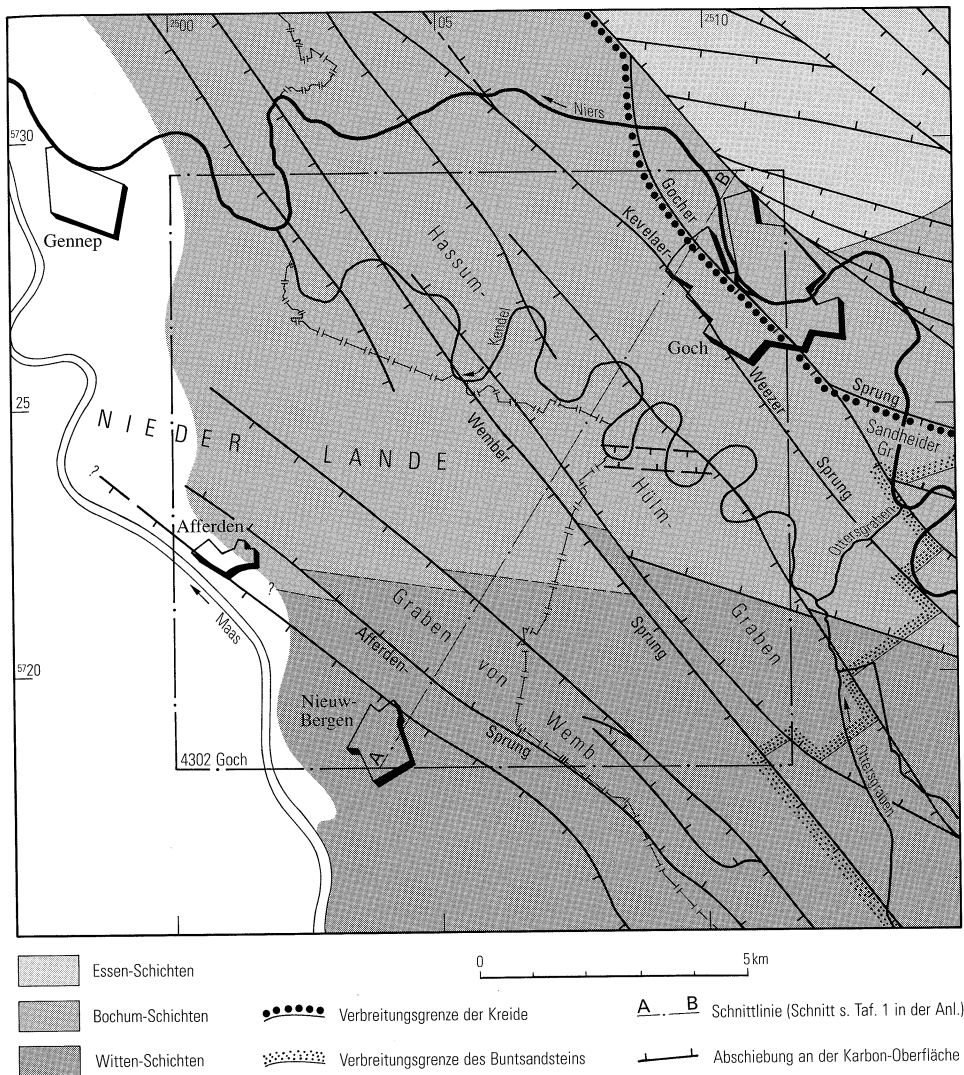 2500
05
2510
5730
Niers
B
Gocher
Kevelaer-
Gennep
Hassum-
Kendel
Goch
Weezer
Sprung
Sandheider
Gr.
25
NIEDER LANDE
Wember
Sprung
?
Hülm-
Afferden
Ottersgraben
?
Maas
Graben
Afferden-
Sprung
Graben
von
5720
Nieuw-
Bergen
Wemb
A
Sprung
4302 Goch
Ottersgraben
Essen-Schichten
0 5 km
Bochum-Schichten
Verbreitungsgrenze der Kreide
A B Schnittlinie (Schnitt s. Taf. 1 in der Anl.)
Witten-Schichten
Verbreitungsgrenze des Buntsandsteins
Abschiebung an der Karbon-Oberfläche